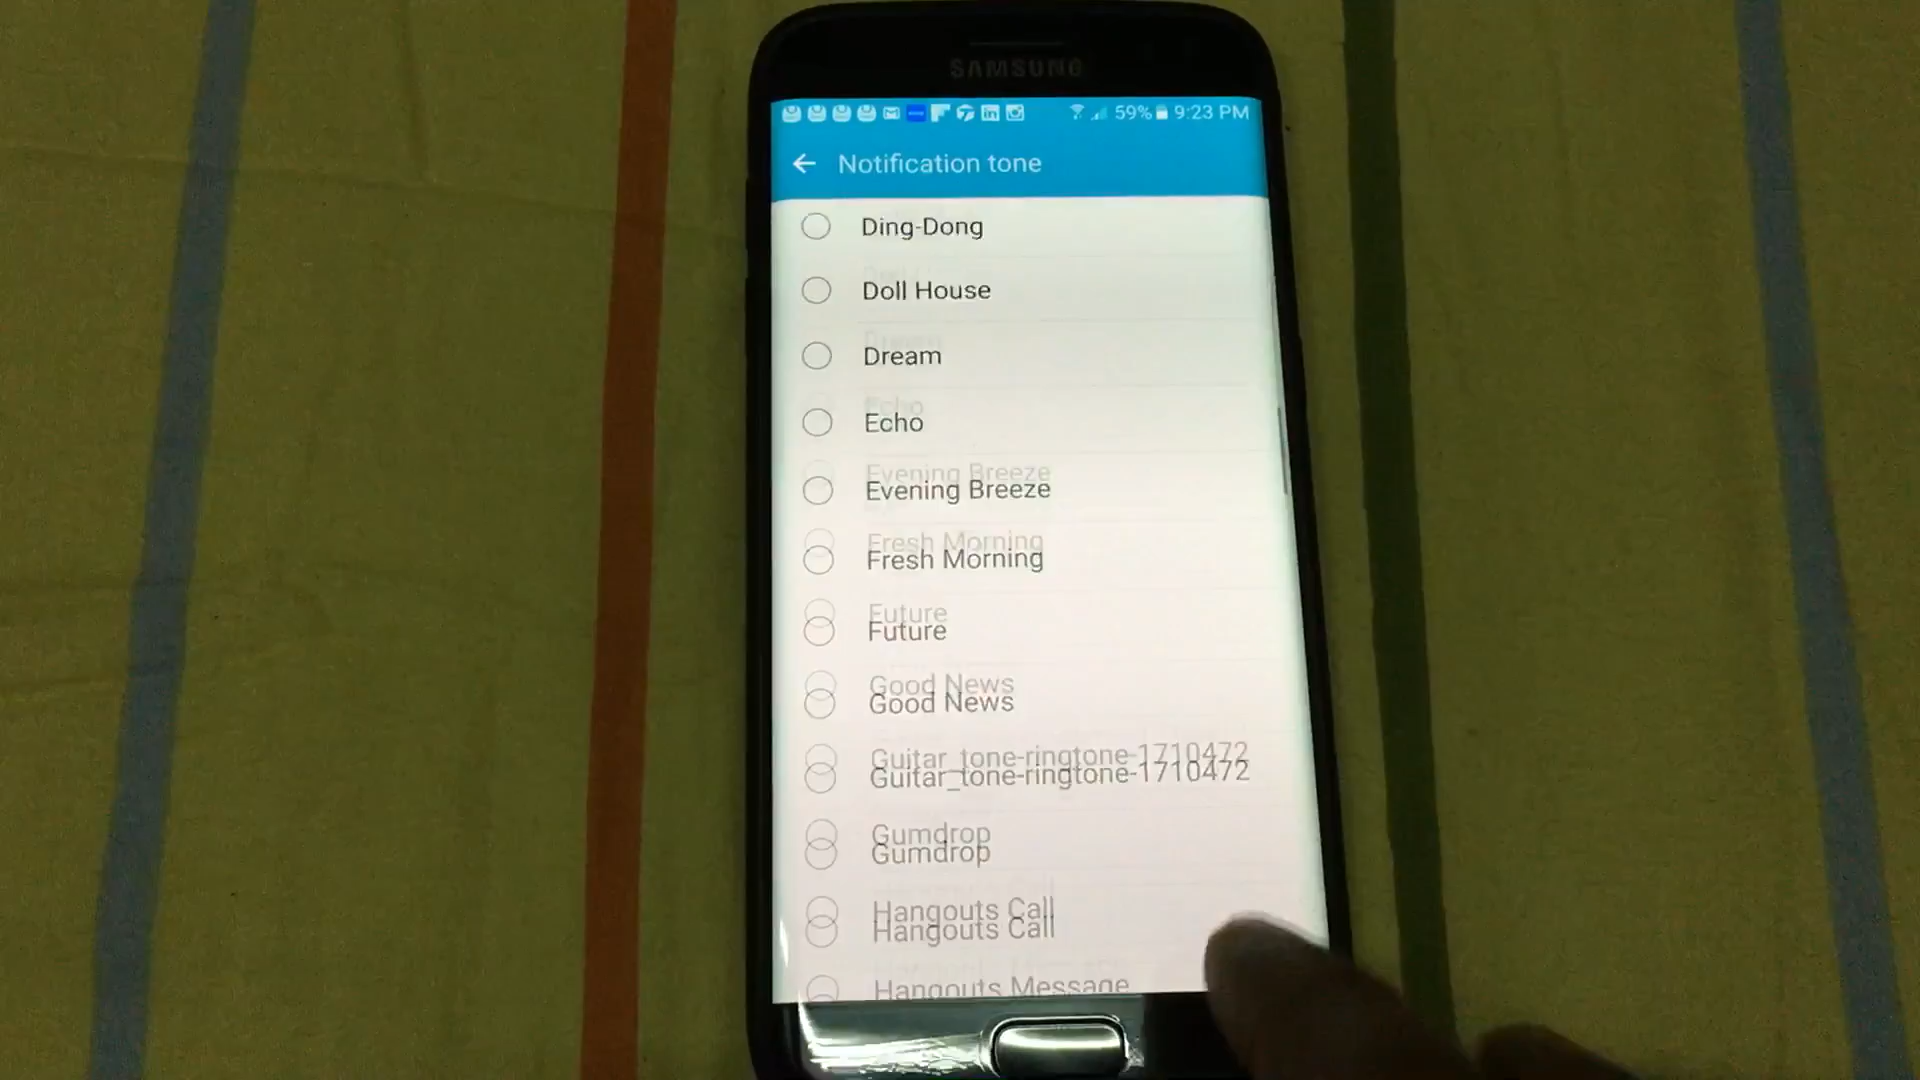 SAMSUNG
59% 9:23 PM
Notification tone
Ding-Dong
Doll House
Dream
Echo
Evening Breeze
Fresh Morning
Future
Good News
Guitar_tone-ringtone-1710472
Gumdrop
Hangouts Call
Hangouts Message